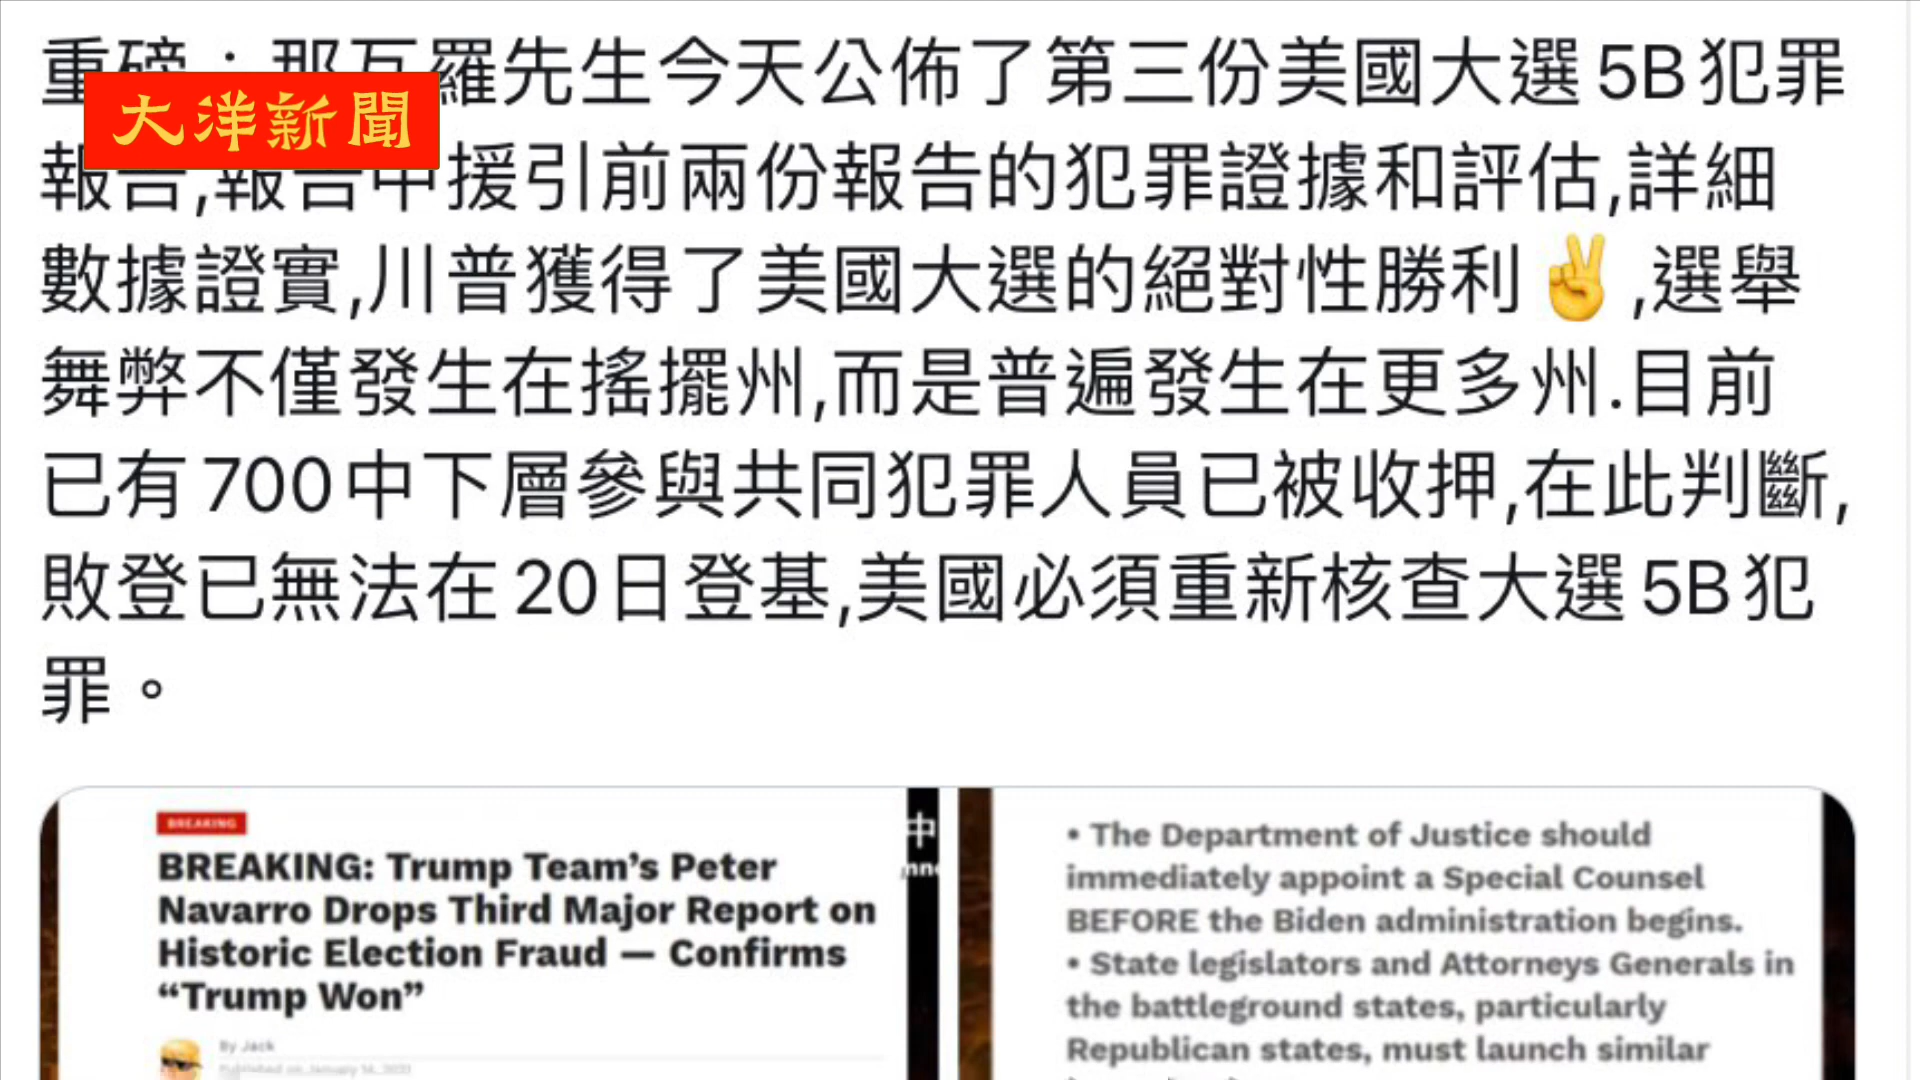 重磅：那瓦羅先生今天公佈了第三份美國大選5B犯罪
大洋新聞
報告,報告中援引前兩份報告的犯罪證據和評估,詳細
數據證實,川普獲得了美國大選的絕對性勝利✌️,選舉
舞弊不僅發生在搖擺州,而是普遍發生在更多州.目前
已有700中下層參與共同犯罪人員已被收押,在此判斷,
敗登已無法在20日登基,美國必須重新核查大選5B犯
罪。
BREAKING
BREAKING: Trump Team’s Peter
Navarro Drops Third Major Report on
Historic Election Fraud — Confirms
“Trump Won”
By Jack
Published on January 14, 2021
中
• The Department of Justice should
immediately appoint a Special Counsel
BEFORE the Biden administration begins.
• State legislators and Attorneys Generals in
the battleground states, particularly
Republican states, must launch similar